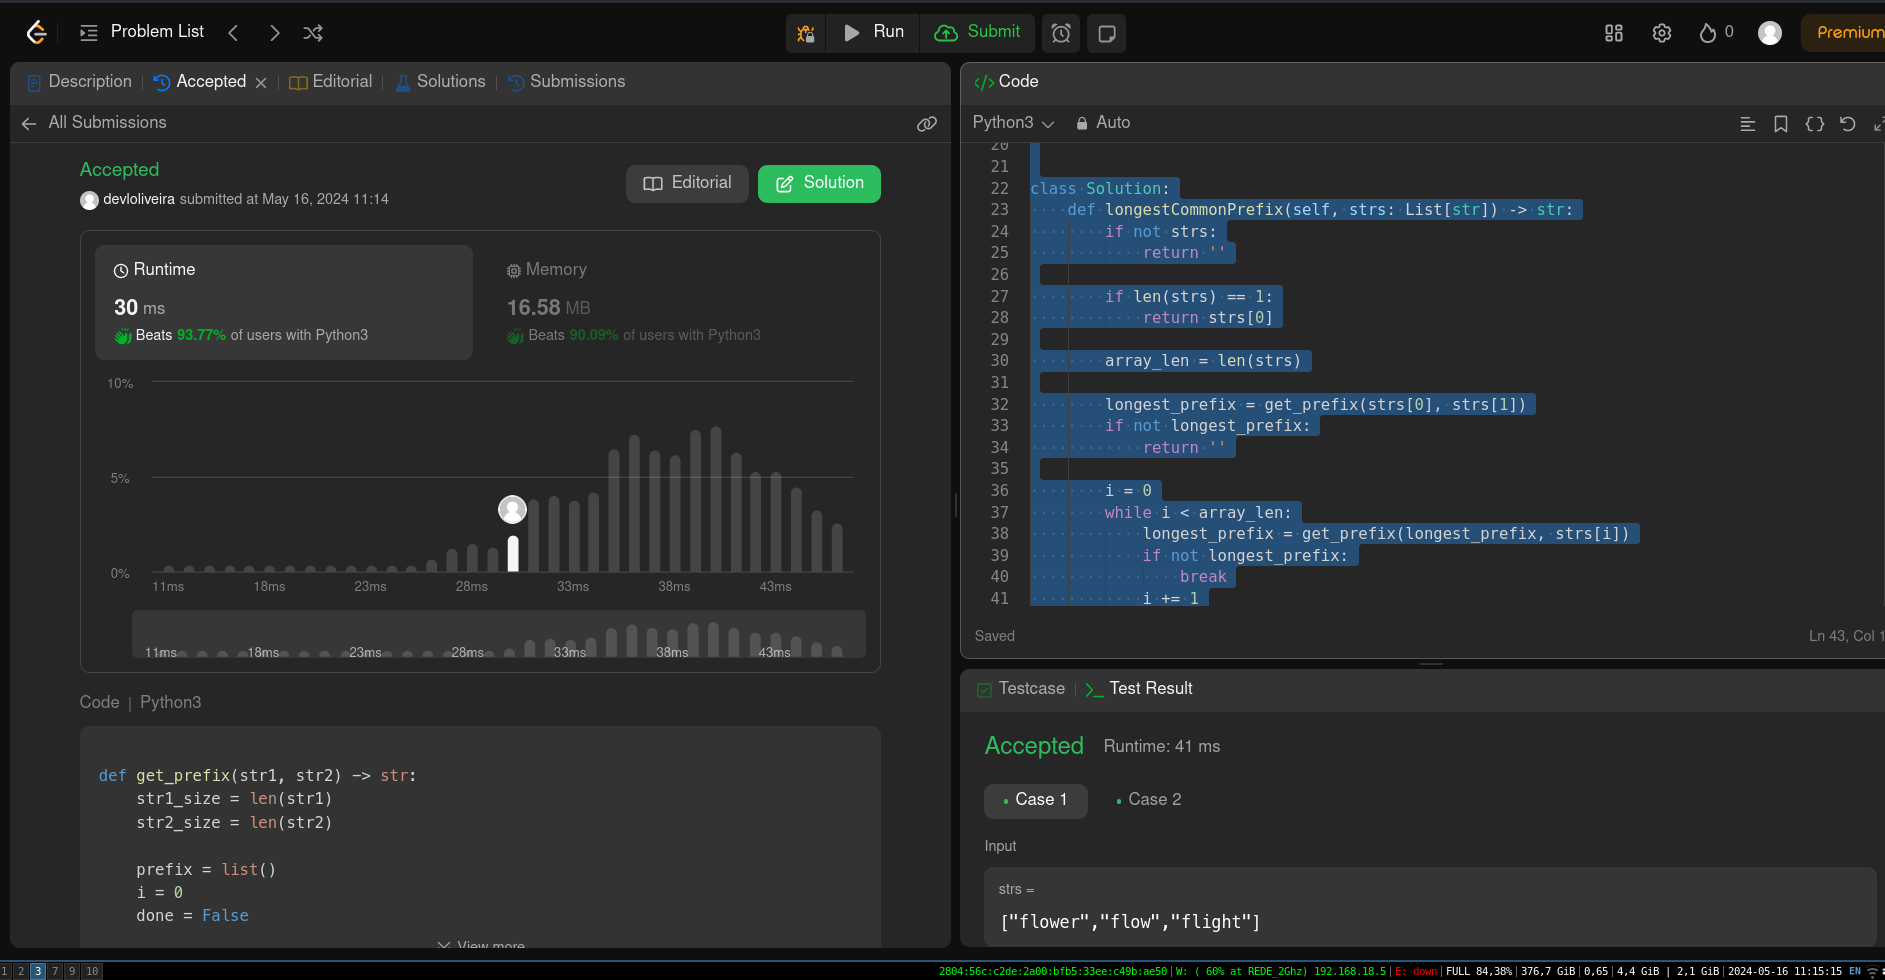 Problem List
Run
Submit
0
Premium
Description
Accepted
Editorial
Solutions
Submissions
All Submissions
Accepted
devloliveira submitted at May 16, 2024 11:14
Editorial
Solution
Runtime
30 ms
Beats 93.77% of users with Python3
Memory
16.58 MB
Beats 90.09% of users with Python3
10%
5%
0%
11ms 18ms 23ms 28ms 33ms 38ms 43ms
11ms 18ms 23ms 28ms 33ms 38ms 43ms
Code | Python3
def get_prefix(str1, str2) -> str:
str1_size = len(str1)
str2_size = len(str2)
prefix = list()
i = 0
done = False
View more
</> Code
Python3
Auto
20
21
22 class Solution:
23 def longestCommonPrefix(self, strs: List[str]) -> str:
24 if not strs:
25 return ''
26
27 if len(strs) == 1:
28 return strs[0]
29
30 array_len = len(strs)
31
32 longest_prefix = get_prefix(strs[0], strs[1])
33 if not longest_prefix:
34 return ''
35
36 i = 0
37 while i < array_len:
38 longest_prefix = get_prefix(longest_prefix, strs[i])
39 if not longest_prefix:
40 break
41 i += 1
Saved
Ln 43, Col 1
Testcase
Test Result
Accepted
Runtime: 41 ms
Case 1
Case 2
Input
strs =
["flower","flow","flight"]
1 2 3 7 9 10
2804:56c:c2de:2a00:bfb5:33ee:c49b:ae50 | W: ( 60% at REDE_2Ghz) 192.168.18.5 | E: down | FULL 84,38% | 376,7 GiB | 0,65 | 4,4 GiB | 2,1 GiB | 2024-05-16 11:15:15 EN